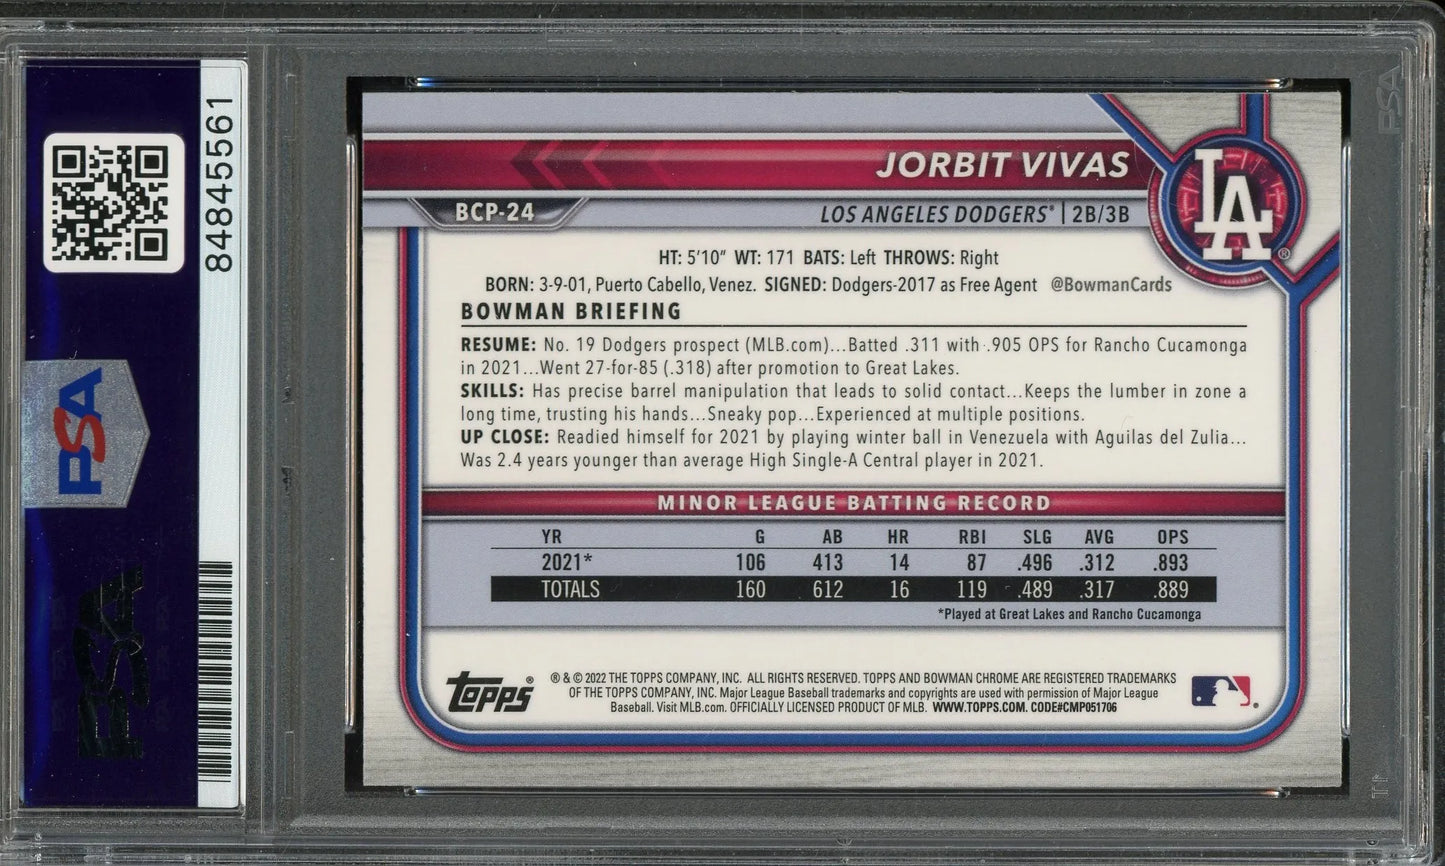 84845561
PSA
PSA
PSA
JORBIT VIVAS
BCP-24
LOS ANGELES DODGERS® | 2B/3B
LA®
HT: 5'10" WT: 171 BATS: Left THROWS: Right
BORN: 3-9-01, Puerto Cabello, Venez. SIGNED: Dodgers-2017 as Free Agent @BowmanCards
BOWMAN BRIEFING
RESUME: No. 19 Dodgers prospect (MLB.com)...Batted .311 with .905 OPS for Rancho Cucamonga
in 2021...Went 27-for-85 (.318) after promotion to Great Lakes.
SKILLS: Has precise barrel manipulation that leads to solid contact...Keeps the lumber in zone a
long time, trusting his hands...Sneaky pop...Experienced at multiple positions.
UP CLOSE: Readied himself for 2021 by playing winter ball in Venezuela with Aguilas del Zulia...
Was 2.4 years younger than average High Single-A Central player in 2021.
MINOR LEAGUE BATTING RECORD
YR G AB HR RBI SLG AVG OPS
2021* 106 413 14 87 .496 .312 .893
TOTALS 160 612 16 119 .489 .317 .889
*Played at Great Lakes and Rancho Cucamonga
Topps®
® & © 2022 THE TOPPS COMPANY, INC. ALL RIGHTS RESERVED. TOPPS AND BOWMAN CHROME ARE REGISTERED TRADEMARKS
OF THE TOPPS COMPANY, INC. Major League Baseball trademarks and copyrights are used with permission of Major League
Baseball. Visit MLB.com. OFFICIALLY LICENSED PRODUCT OF MLB. WWW.TOPPS.COM. CODE#CMP051706